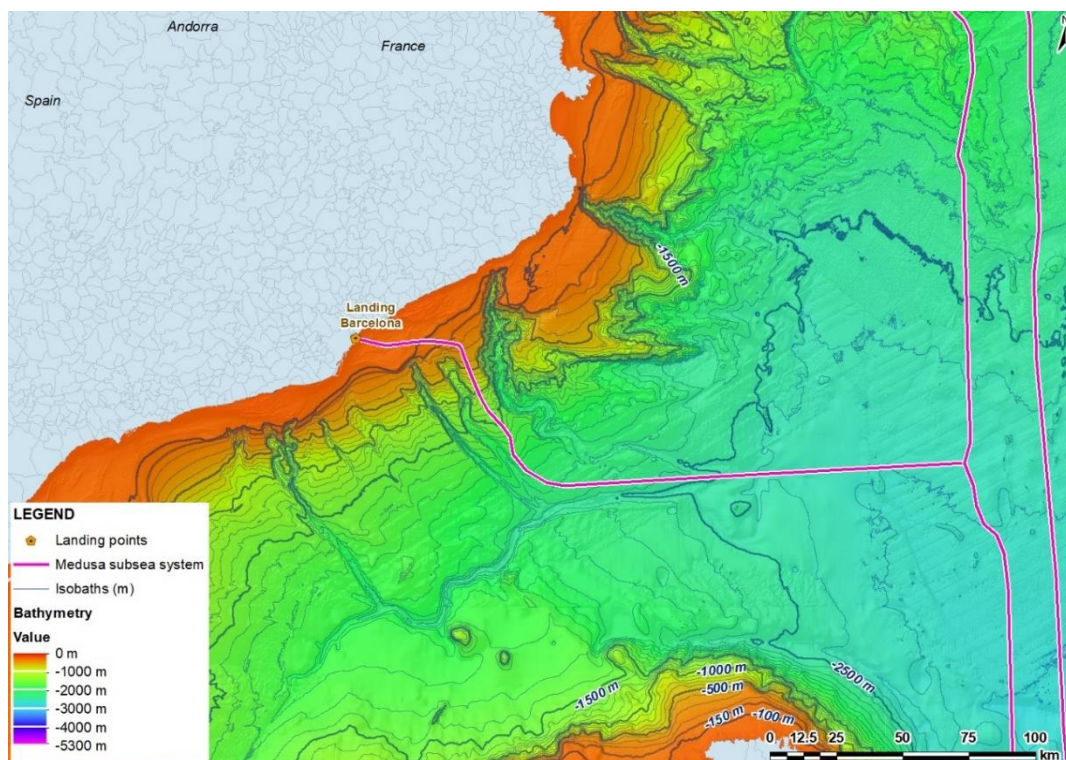 Andorra
France
N
Spain
-1500 m
Landing
Barcelona
LEGEND
Landing points
Medusa subsea system
Isobaths (m)
Bathymetry
Value
0 m
-1000 m
-2000 m
-3000 m
-4000 m
-5300 m
-1500 m
-1000 m
-500 m
-150 m
-100 m
-2500 m
0 12.5 25 50 75 100
km